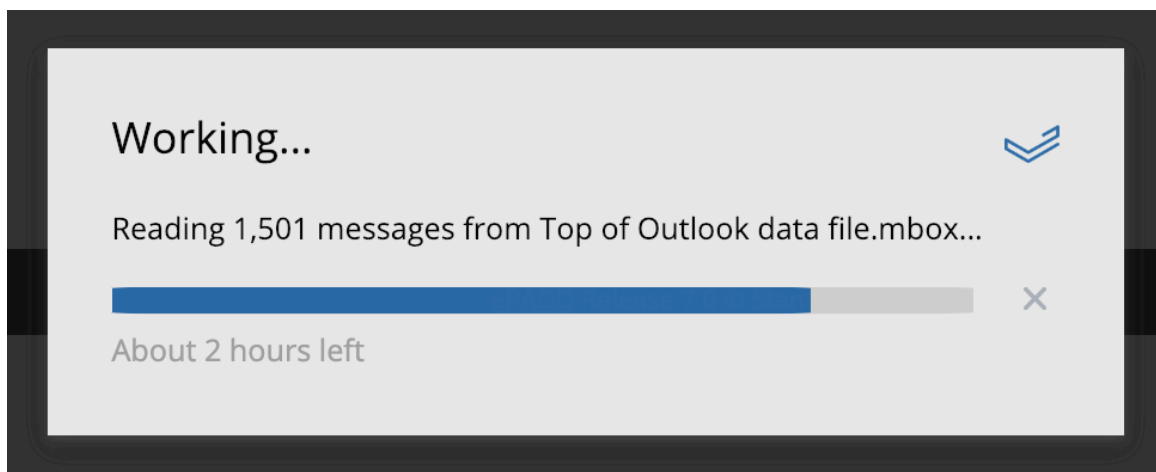 Working...
Reading 1,501 messages from Top of Outlook data file.mbox...
About 2 hours left